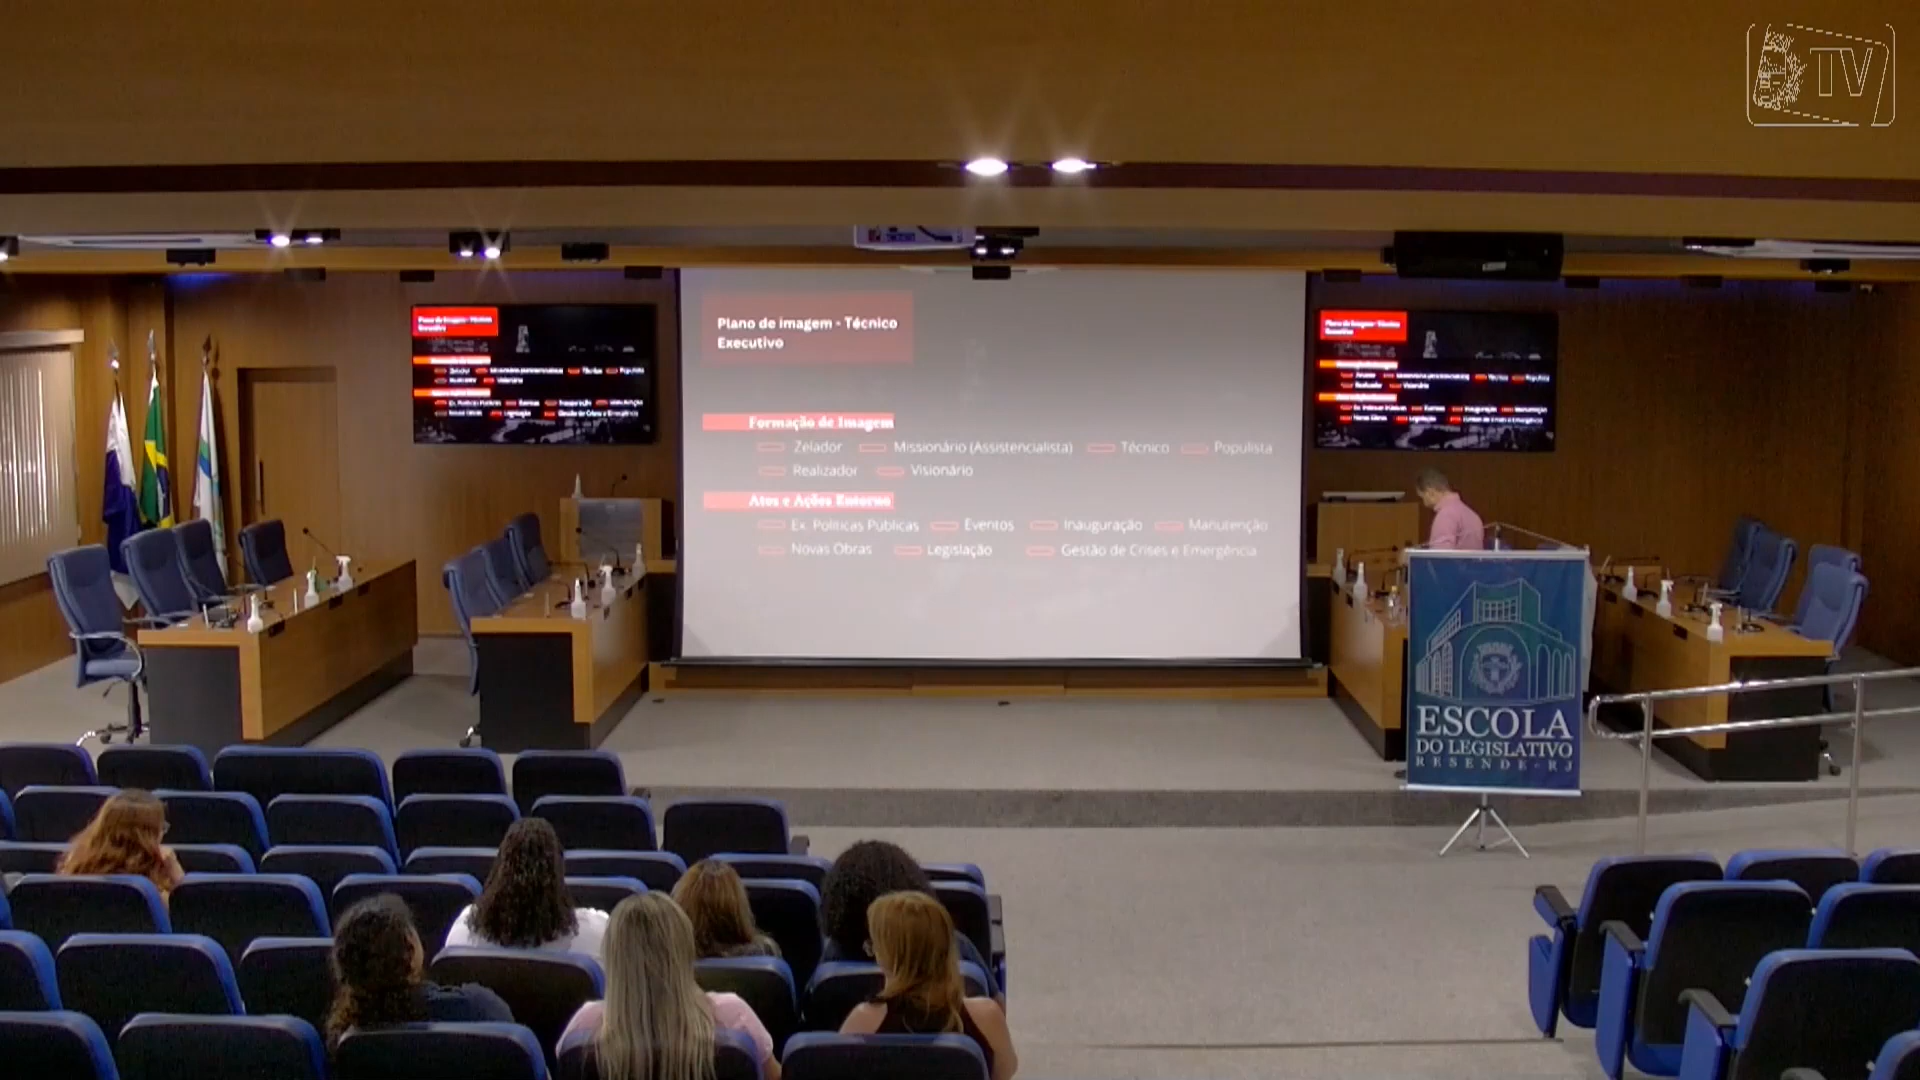 TV
Plano de imagem - Técnico
Executivo
Formação de Imagem
Zelador Missionário (Assistencialista) Técnico Populista
Realizador Visionário
Atos e Ações Entorno
Ex. Políticas Públicas Eventos Inauguração Manutenção
Novas Obras Legislação Gestão de Crises e Emergência
ESCOLA
DO LEGISLATIVO
RESENDE-RJ